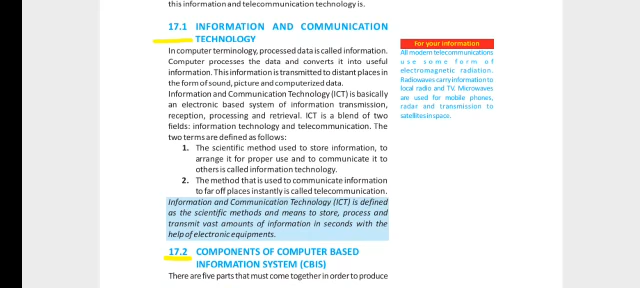 this information and telecommunication technology is.
17.1 INFORMATION AND COMMUNICATION
TECHNOLOGY
In computer terminology, processed data is called information.
Computer processes the data and converts it into useful
information. This information is transmitted to distant places in
the form of sound, picture and computerized data.
Information and Communication Technology (ICT) is basically
an electronic based system of information transmission,
reception, processing and retrieval. ICT is a blend of two
fields: information technology and telecommunication. The
two terms are defined as follows:
1. The scientific method used to store information, to
arrange it for proper use and to communicate it to
others is called information technology.
2. The method that is used to communicate information
to far off places instantly is called telecommunication.
Information and Communication Technology (ICT) is defined
as the scientific methods and means to store, process and
transmit vast amounts of information in seconds with the
help of electronic equipments.
17.2 COMPONENTS OF COMPUTER BASED
INFORMATION SYSTEM (CBIS)
There are five parts that must come together in order to produce
For your information
All modern telecommunications
use some form of
electromagnetic radiation.
Radiowaves carry information to
local radio and TV. Microwaves
are used for mobile phones,
radar and transmission to
satellites in space.